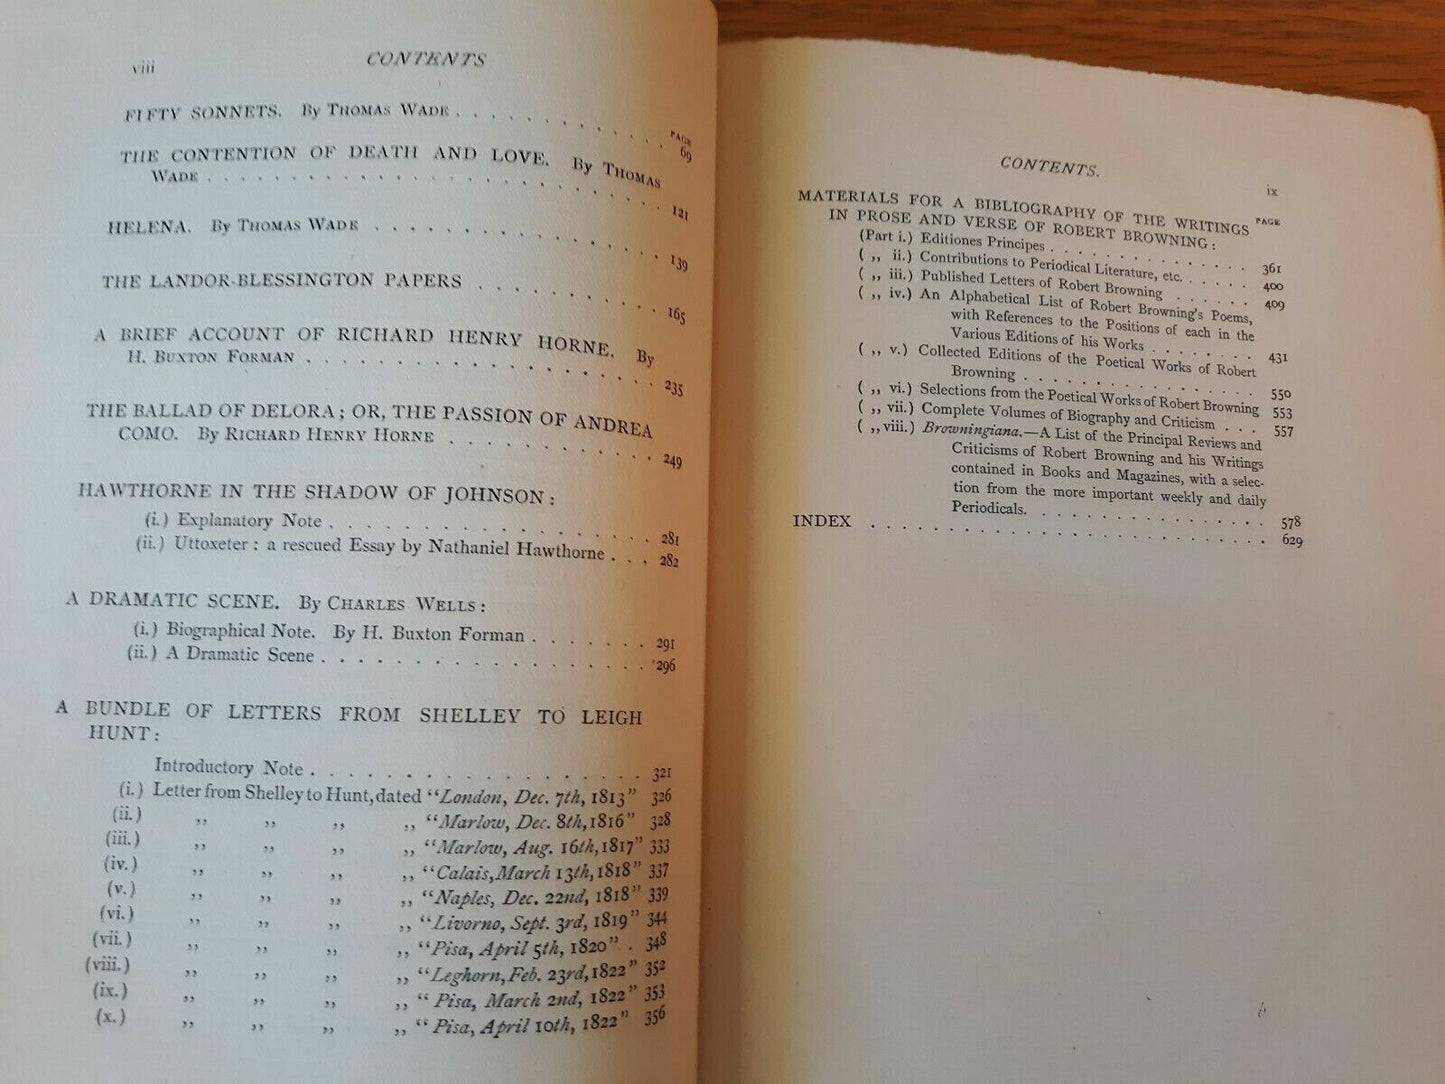 viii
CONTENTS
PAGE
FIFTY SONNETS. By THOMAS WADE . . . . . . . . . . . . . . 69
THE CONTENTION OF DEATH AND LOVE. By THOMAS
WADE . . . . . . . . . . . . . . . . . . . . . . 121
HELENA. By THOMAS WADE . . . . . . . . . . . . . . . 139
THE LANDOR-BLESSINGTON PAPERS . . . . . . . . . . . 165
A BRIEF ACCOUNT OF RICHARD HENRY HORNE. By
H. BUXTON FORMAN . . . . . . . . . . . . . . . . 235
THE BALLAD OF DELORA; OR, THE PASSION OF ANDREA
COMO. By RICHARD HENRY HORNE . . . . . . . . . . 249
HAWTHORNE IN THE SHADOW OF JOHNSON:
(i.) Explanatory Note . . . . . . . . . . . . . . . 281
(ii.) Uttoxeter: a rescued Essay by Nathaniel Hawthorne . . . 282
A DRAMATIC SCENE. By CHARLES WELLS:
(i.) Biographical Note. By H. Buxton Forman . . . . . . . 291
(ii.) A Dramatic Scene . . . . . . . . . . . . . . . . . 296
A BUNDLE OF LETTERS FROM SHELLEY TO LEIGH
HUNT:
Introductory Note . . . . . . . . . . . . . . . 321
(i.) Letter from Shelley to Hunt, dated "London, Dec. 7th, 1813" 326
(ii.) ,, ,, ,, ,, "Marlow, Dec. 8th, 1816" 328
(iii.) ,, ,, ,, ,, "Marlow, Aug. 16th, 1817" 333
(iv.) ,, ,, ,, ,, "Calais, March 13th, 1818" 337
(v.) ,, ,, ,, ,, "Naples, Dec. 22nd, 1818" 339
(vi.) ,, ,, ,, ,, "Livorno, Sept. 3rd, 1819" 344
(vii.) ,, ,, ,, ,, "Pisa, April 5th, 1820" . 348
(viii.) ,, ,, ,, ,, "Leghorn, Feb. 23rd, 1822" 352
(ix.) ,, ,, ,, ,, "Pisa, March 2nd, 1822" 353
(x.) ,, ,, ,, ,, "Pisa, April 10th, 1822" 356
CONTENTS.
ix
PAGE
MATERIALS FOR A BIBLIOGRAPHY OF THE WRITINGS
IN PROSE AND VERSE OF ROBERT BROWNING:
(Part i.) Editiones Principes . . . . . . . . . . . . . 361
( ,, ii.) Contributions to Periodical Literature, etc. . . . . . 400
( ,, iii.) Published Letters of Robert Browning . . . . . . 409
( ,, iv.) An Alphabetical List of Robert Browning's Poems,
with References to the Positions of each in the
Various Editions of his Works . . . . . . . . 431
( ,, v.) Collected Editions of the Poetical Works of Robert
Browning . . . . . . . . . . . . . . . . 550
( ,, vi.) Selections from the Poetical Works of Robert Browning 553
( ,, vii.) Complete Volumes of Biography and Criticism . . . 557
( ,, viii.) Browningiana.—A List of the Principal Reviews and
Criticisms of Robert Browning and his Writings
contained in Books and Magazines, with a selec-
tion from the more important weekly and daily
Periodicals. . . . . . . . . . . . . . . . . 578
INDEX . . . . . . . . . . . . . . . . . . . . . . 629
b